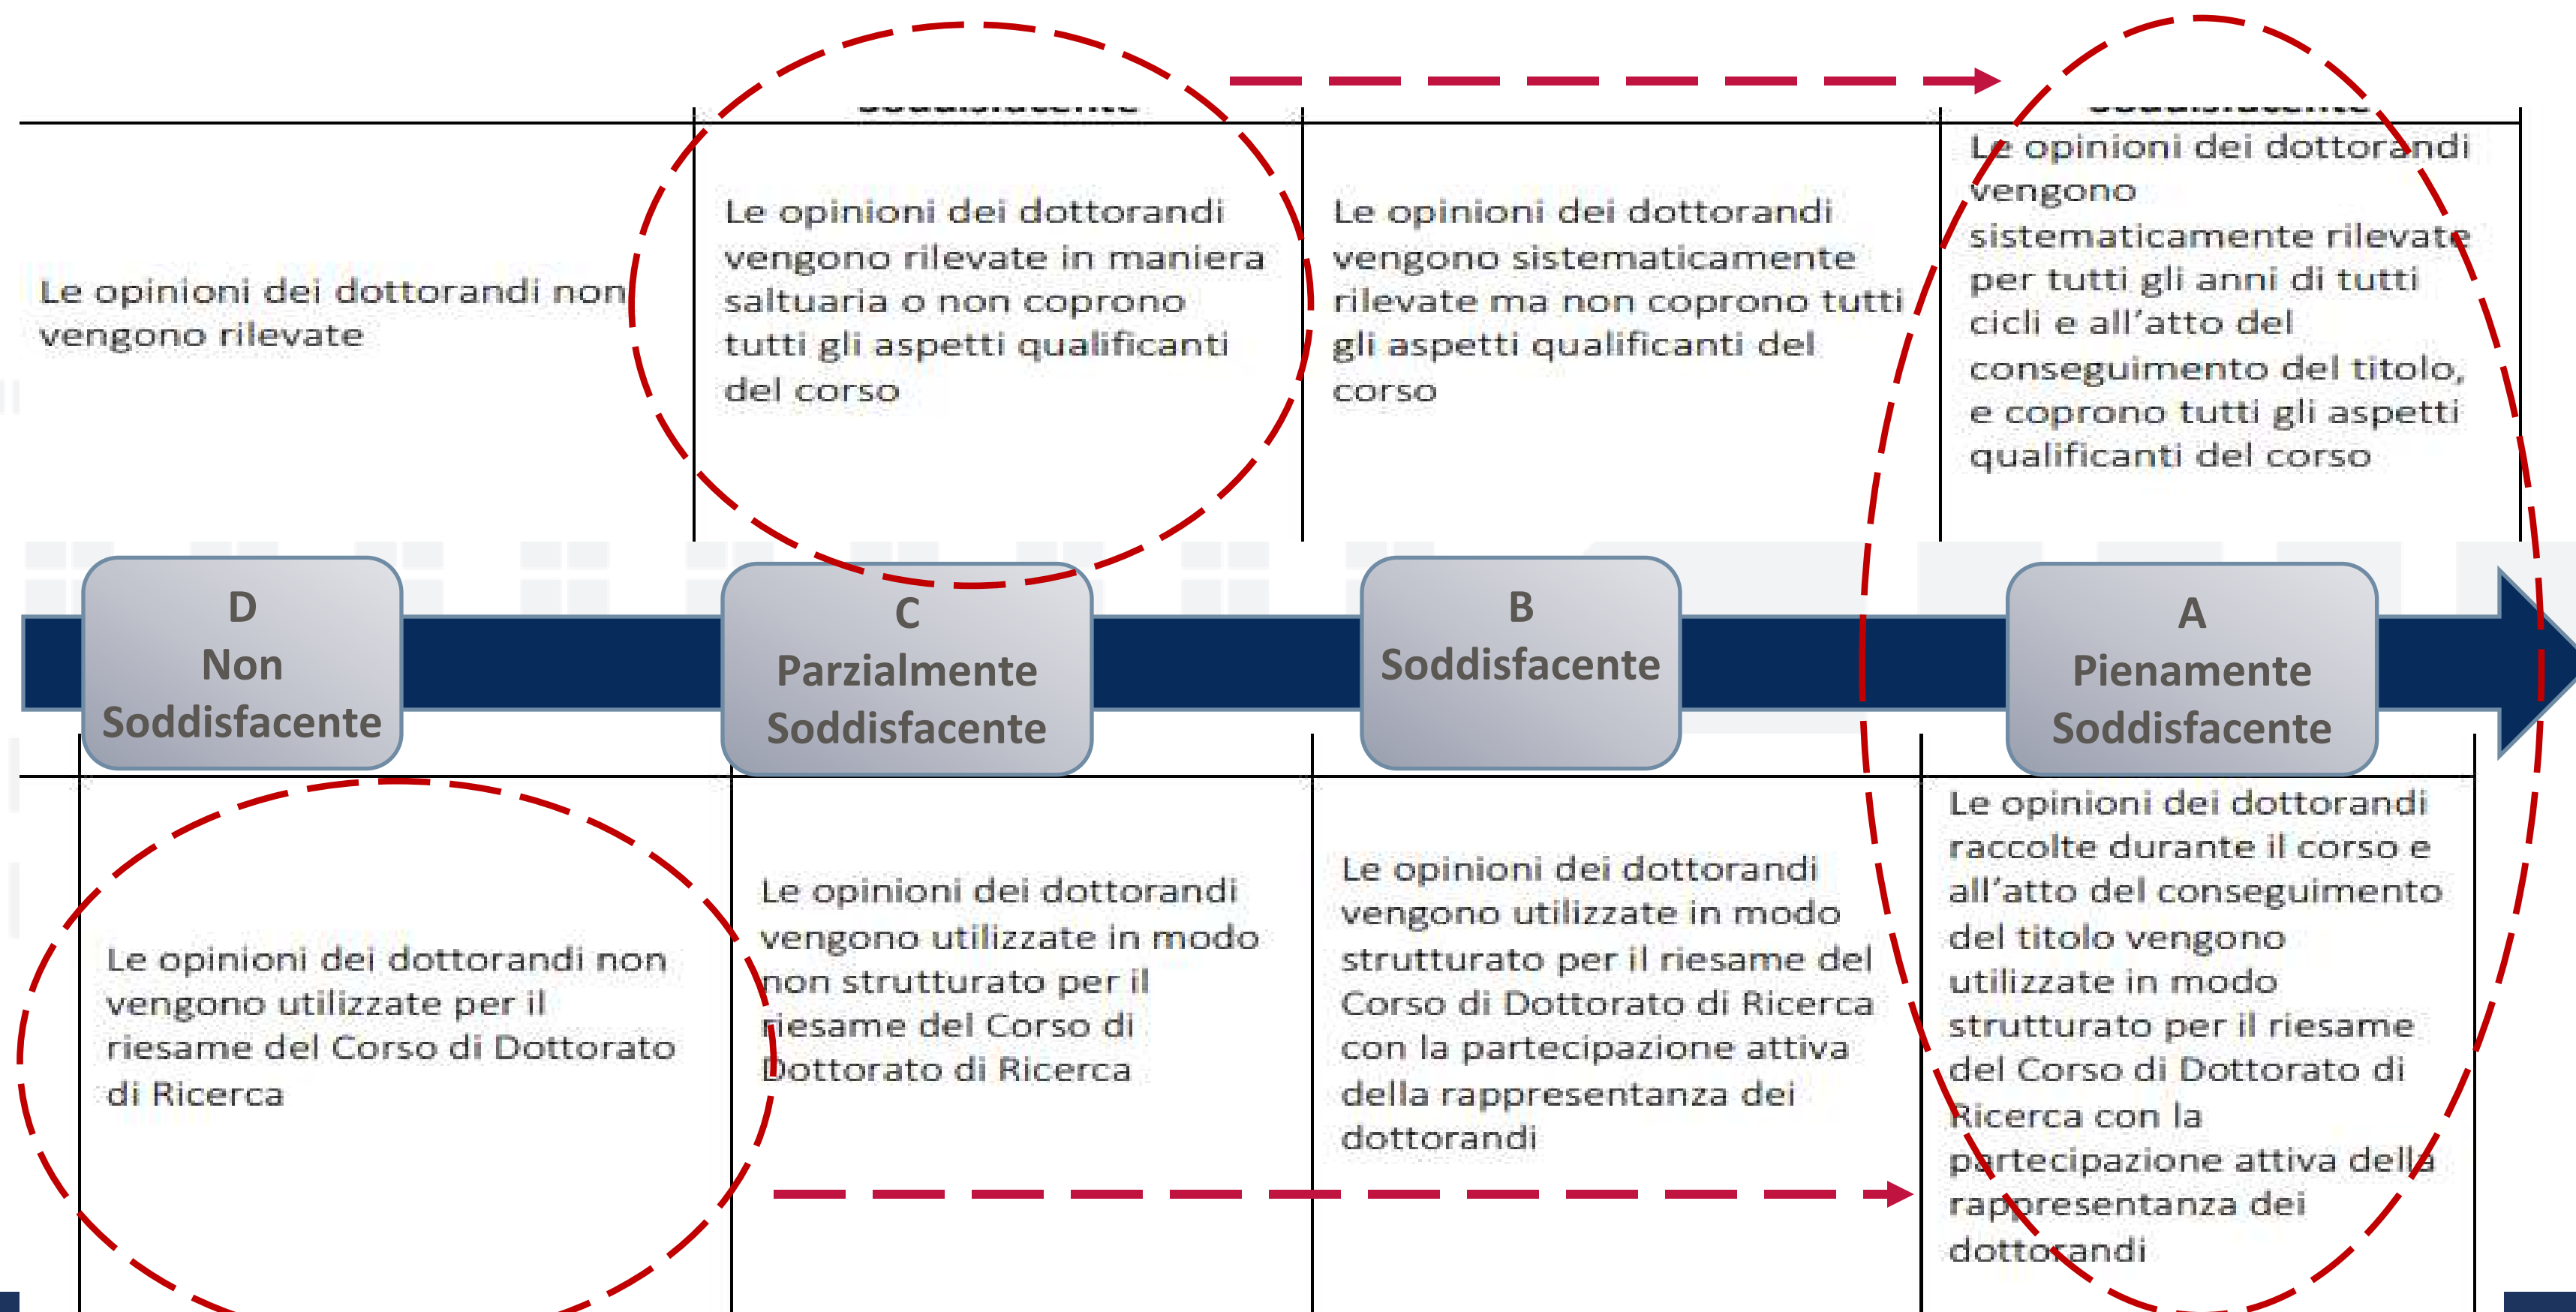 Le opinioni dei dottorandi non
vengono rilevate
Soddisfacente
Le opinioni dei dottorandi
vengono rilevate in maniera
saltuaria o non coprono
tutti gli aspetti qualificanti
del corso
Le opinioni dei dottorandi
vengono sistematicamente
rilevate ma non coprono tutti
gli aspetti qualificanti del
corso
Soddisfacente
Le opinioni dei dottorandi
vengono
sistematicamente rilevate
per tutti gli anni di tutti
cicli e all'atto del
conseguimento del titolo,
e coprono tutti gli aspetti
qualificanti del corso
D
Non
Soddisfacente
C
Parzialmente
Soddisfacente
B
Soddisfacente
A
Pienamente
Soddisfacente
Le opinioni dei dottorandi non
vengono utilizzate per il
riesame del Corso di Dottorato
di Ricerca
Le opinioni dei dottorandi
vengono utilizzate in modo
non strutturato per il
riesame del Corso di
Dottorato di Ricerca
Le opinioni dei dottorandi
vengono utilizzate in modo
strutturato per il riesame del
Corso di Dottorato di Ricerca
con la partecipazione attiva
della rappresentanza dei
dottorandi
Le opinioni dei dottorandi
raccolte durante il corso e
all'atto del conseguimento
del titolo vengono
utilizzate in modo
strutturato per il riesame
del Corso di Dottorato di
Ricerca con la
partecipazione attiva della
rappresentanza dei
dottorandi